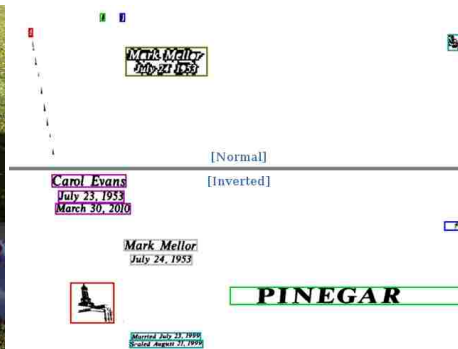 Mark Mellor
July 24 1953
[Normal]
[Inverted]
Carol Evans
July 23, 1953
March 30, 2010
Mark Mellor
July 24, 1953
PINEGAR
Married July 23, 1999
Sealed August 21, 1999